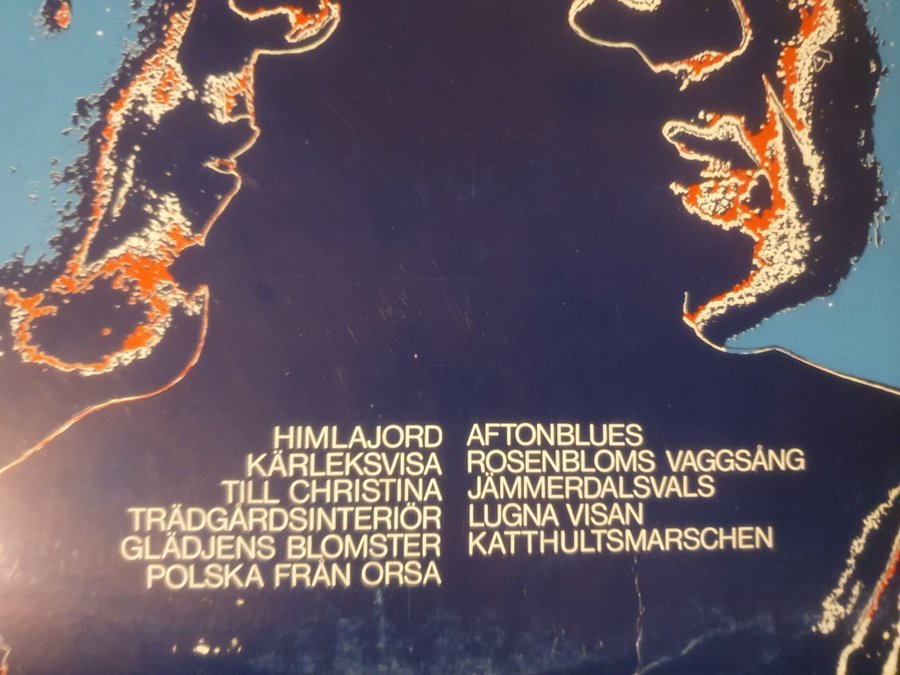 HIMLAJORD
KÄRLEKSVISA
TILL CHRISTINA
TRÄDGÅRDSINTERIÖR
GLÄDJENS BLOMSTER
POLSKA FRÅN ORSA
AFTONBLUES
ROSENBLOMS VAGGSÅNG
JÄMMERDALSVALS
LUGNA VISAN
KATTHULTSMARSCHEN